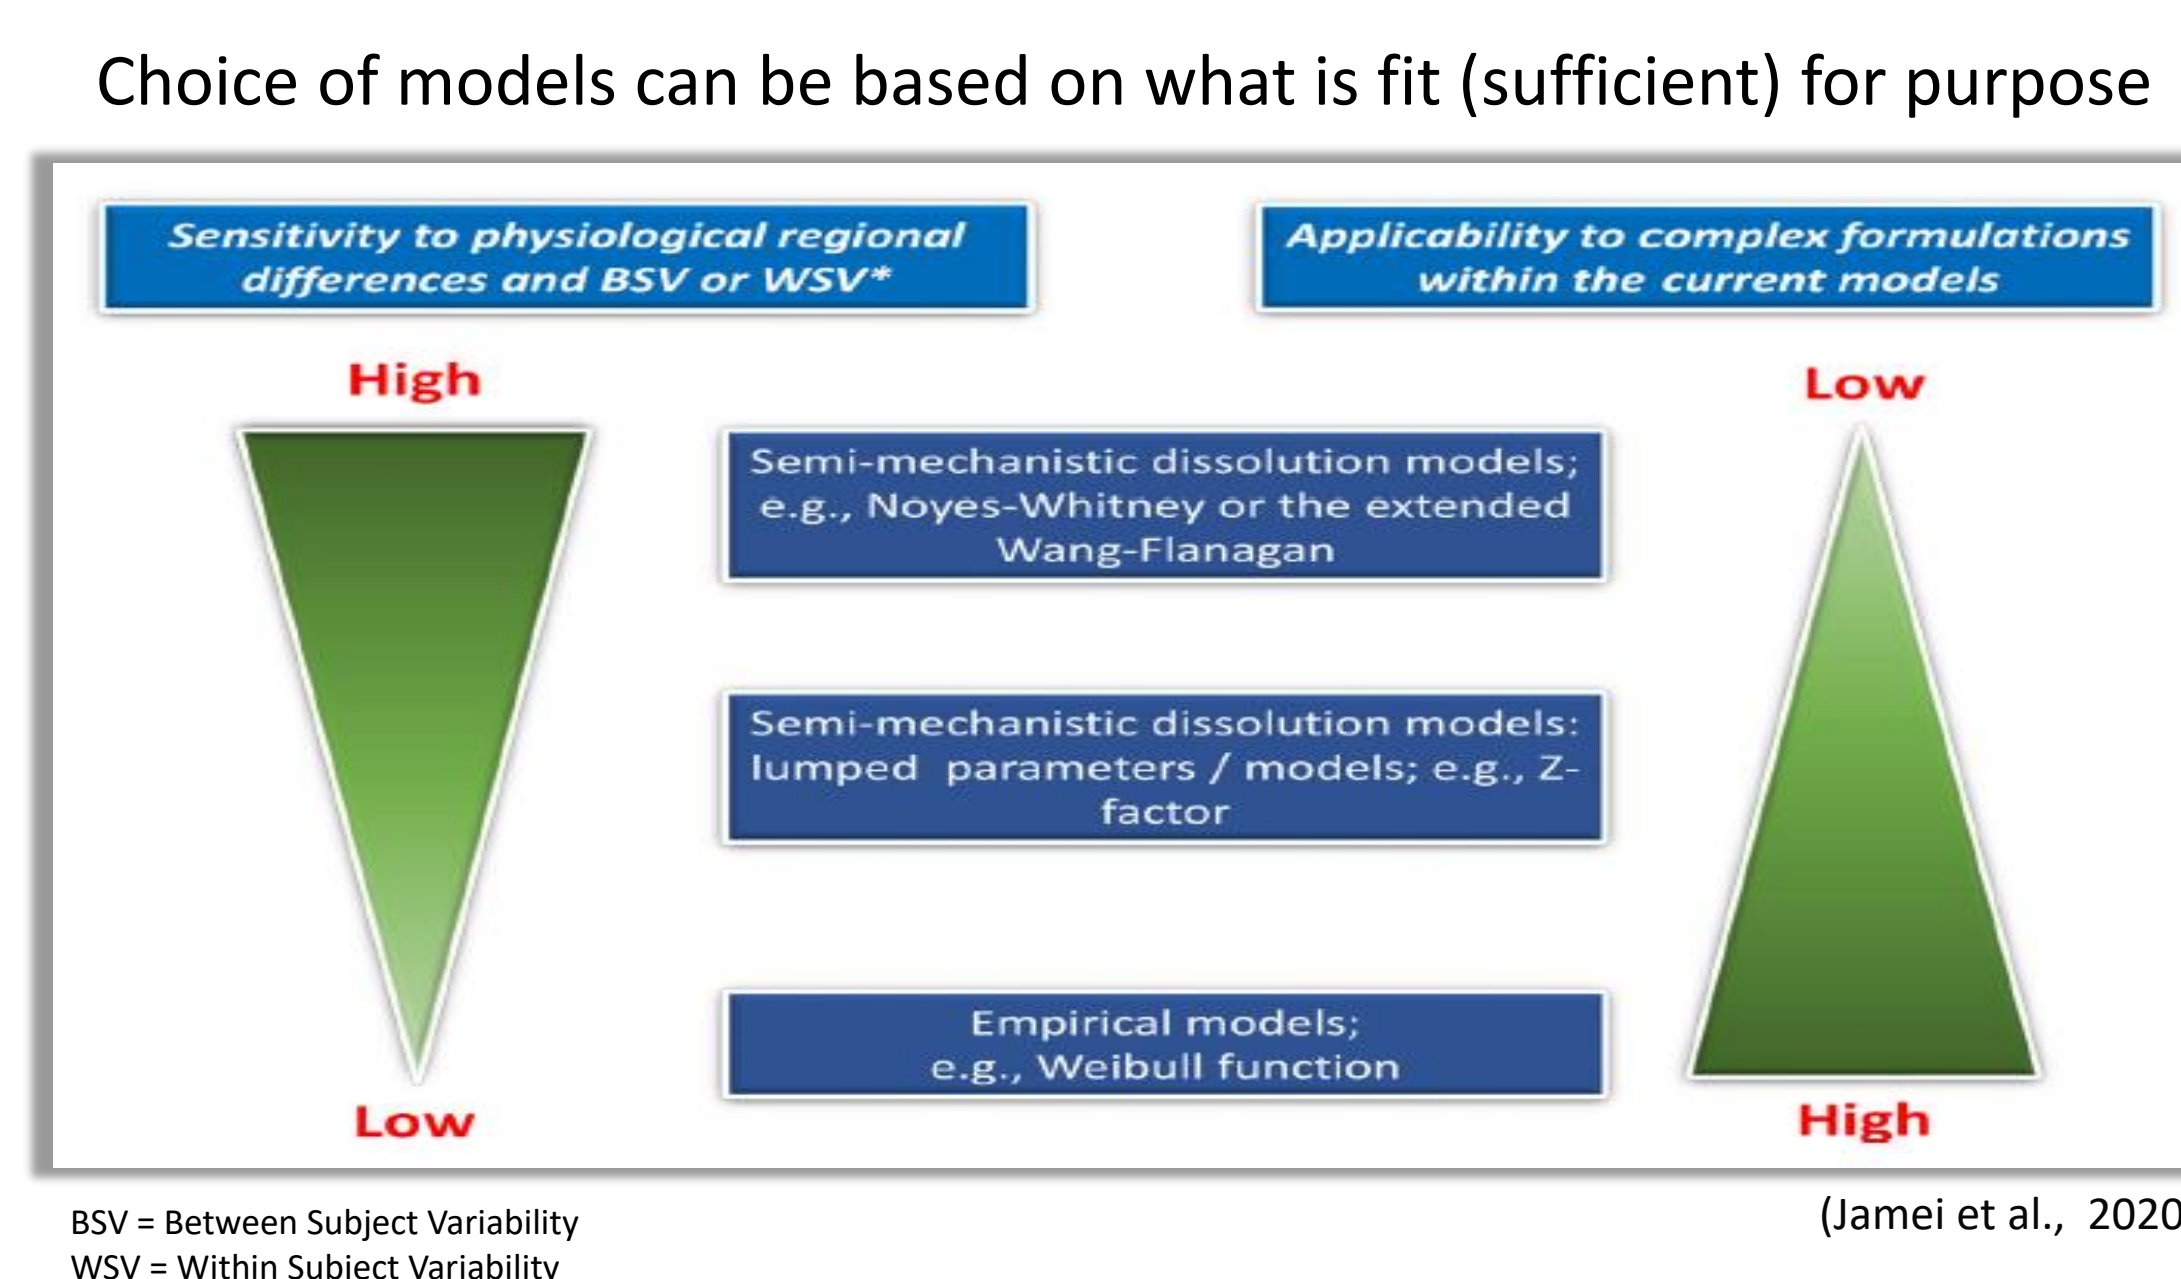 Choice of models can be based on what is fit (sufficient) for purpose
Sensitivity to physiological regional
differences and BSV or WSV*
Applicability to complex formulations
within the current models
High
Low
Semi-mechanistic dissolution models;
e.g., Noyes-Whitney or the extended
Wang-Flanagan
Semi-mechanistic dissolution models:
lumped parameters / models; e.g., Z-
factor
Empirical models;
e.g., Weibull function
Low
High
(Jamei et al., 2020
BSV = Between Subject Variability
WSV = Within Subject Variability